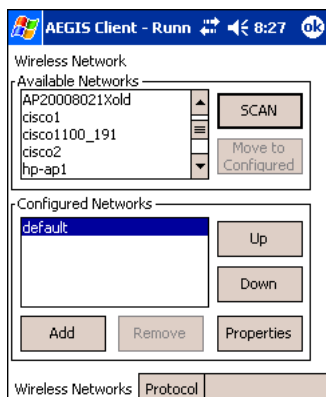 AEGIS Client - Runn 8:27 ok
Wireless Network
Available Networks
AP20008021Xold
cisco1
cisco1100_191
cisco2
hp-ap1
SCAN
Move to
Configured
Configured Networks
default
Up
Down
Add Remove Properties
Wireless Networks Protocol